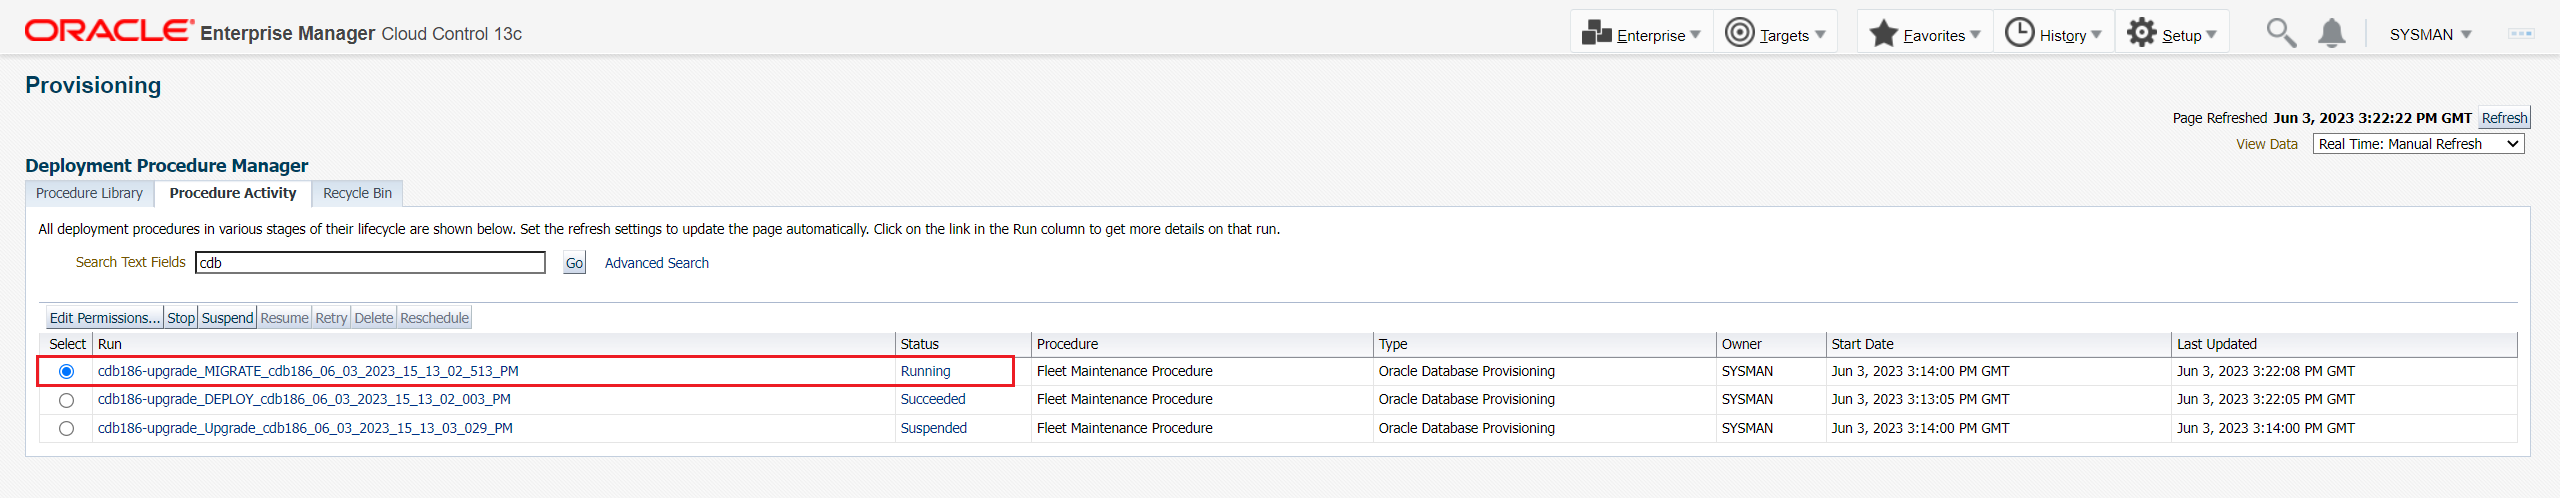 ORACLE Enterprise Manager Cloud Control 13c Enterprise Targets Favorites History Setup SYSMAN
Provisioning
Page Refreshed Jun 3, 2023 3:22:22 PM GMT Refresh
View Data Real Time: Manual Refresh
Deployment Procedure Manager
Procedure Library Procedure Activity Recycle Bin
All deployment procedures in various stages of their lifecycle are shown below. Set the refresh settings to update the page automatically. Click on the link in the Run column to get more details on that run.
Search Text Fields cdb Go Advanced Search
Edit Permissions... Stop Suspend Resume Retry Delete Reschedule
Select Run Status Procedure Type Owner Start Date Last Updated
cdb186-upgrade_MIGRATE_cdb186_06_03_2023_15_13_02_513_PM Running Fleet Maintenance Procedure Oracle Database Provisioning SYSMAN Jun 3, 2023 3:14:00 PM GMT Jun 3, 2023 3:22:08 PM GMT
cdb186-upgrade_DEPLOY_cdb186_06_03_2023_15_13_02_003_PM Succeeded Fleet Maintenance Procedure Oracle Database Provisioning SYSMAN Jun 3, 2023 3:13:05 PM GMT Jun 3, 2023 3:22:05 PM GMT
cdb186-upgrade_Upgrade_cdb186_06_03_2023_15_13_03_029_PM Suspended Fleet Maintenance Procedure Oracle Database Provisioning SYSMAN Jun 3, 2023 3:14:00 PM GMT Jun 3, 2023 3:14:00 PM GMT